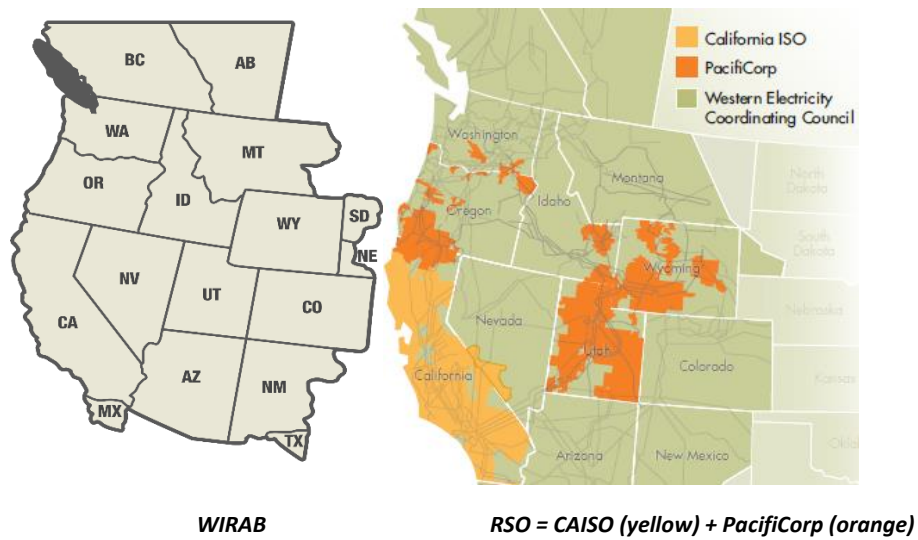 BC
AB
WA
MT
OR
ID
WY
SD
NE
NV
UT
CO
CA
AZ
NM
MX
TX
California ISO
PacifiCorp
Western Electricity
Coordinating Council
Washington
Montana
North
Dakota
Oregon
Idaho
South
Dakota
Wyoming
Nebraska
Nevada
Utah
Colorado
California
Kansas
Arizona
New Mexico
WIRAB
RSO = CAISO (yellow) + PacifiCorp (orange)